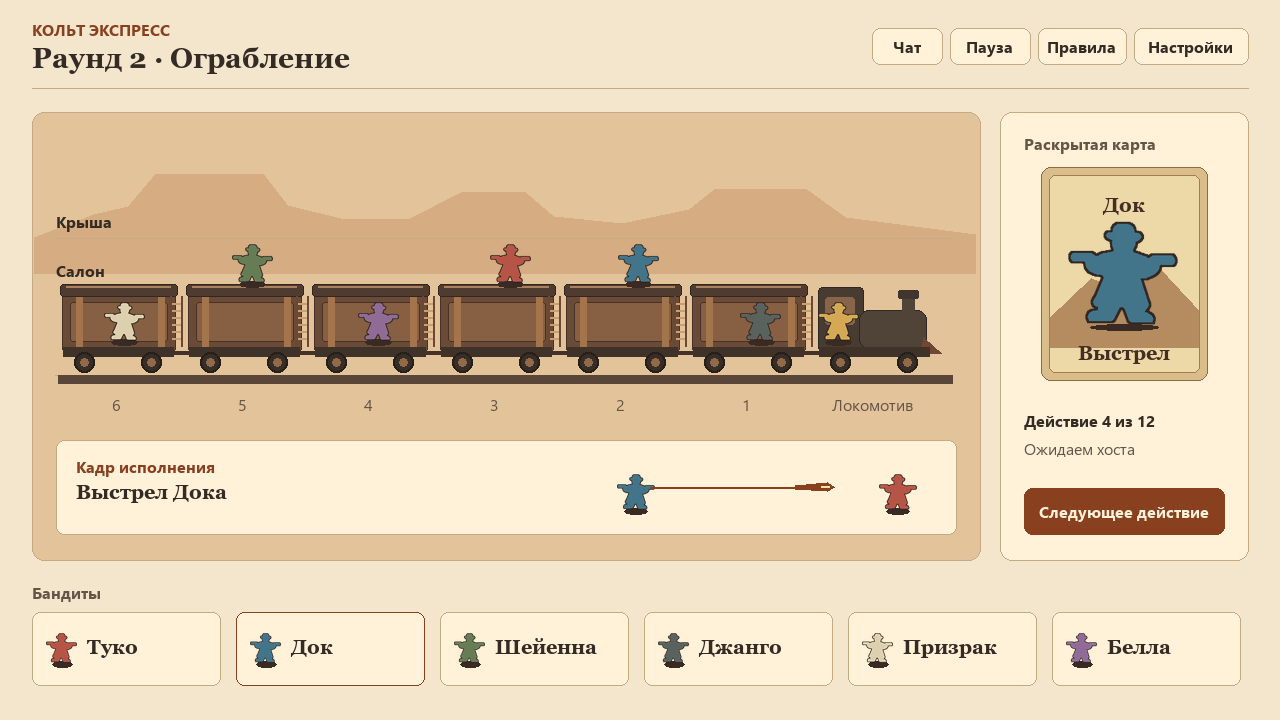 КОЛЬТ ЭКСПРЕСС
Раунд 2 · Ограбление
Чат
Пауза
Правила
Настройки
Крыша
Салон
6
5
4
3
2
1
Локомотив
Кадр исполнения
Выстрел Дока
Раскрытая карта
Док
Выстрел
Действие 4 из 12
Ожидаем хоста
Следующее действие
Бандиты
Туко
Док
Шейенна
Джанго
Призрак
Белла